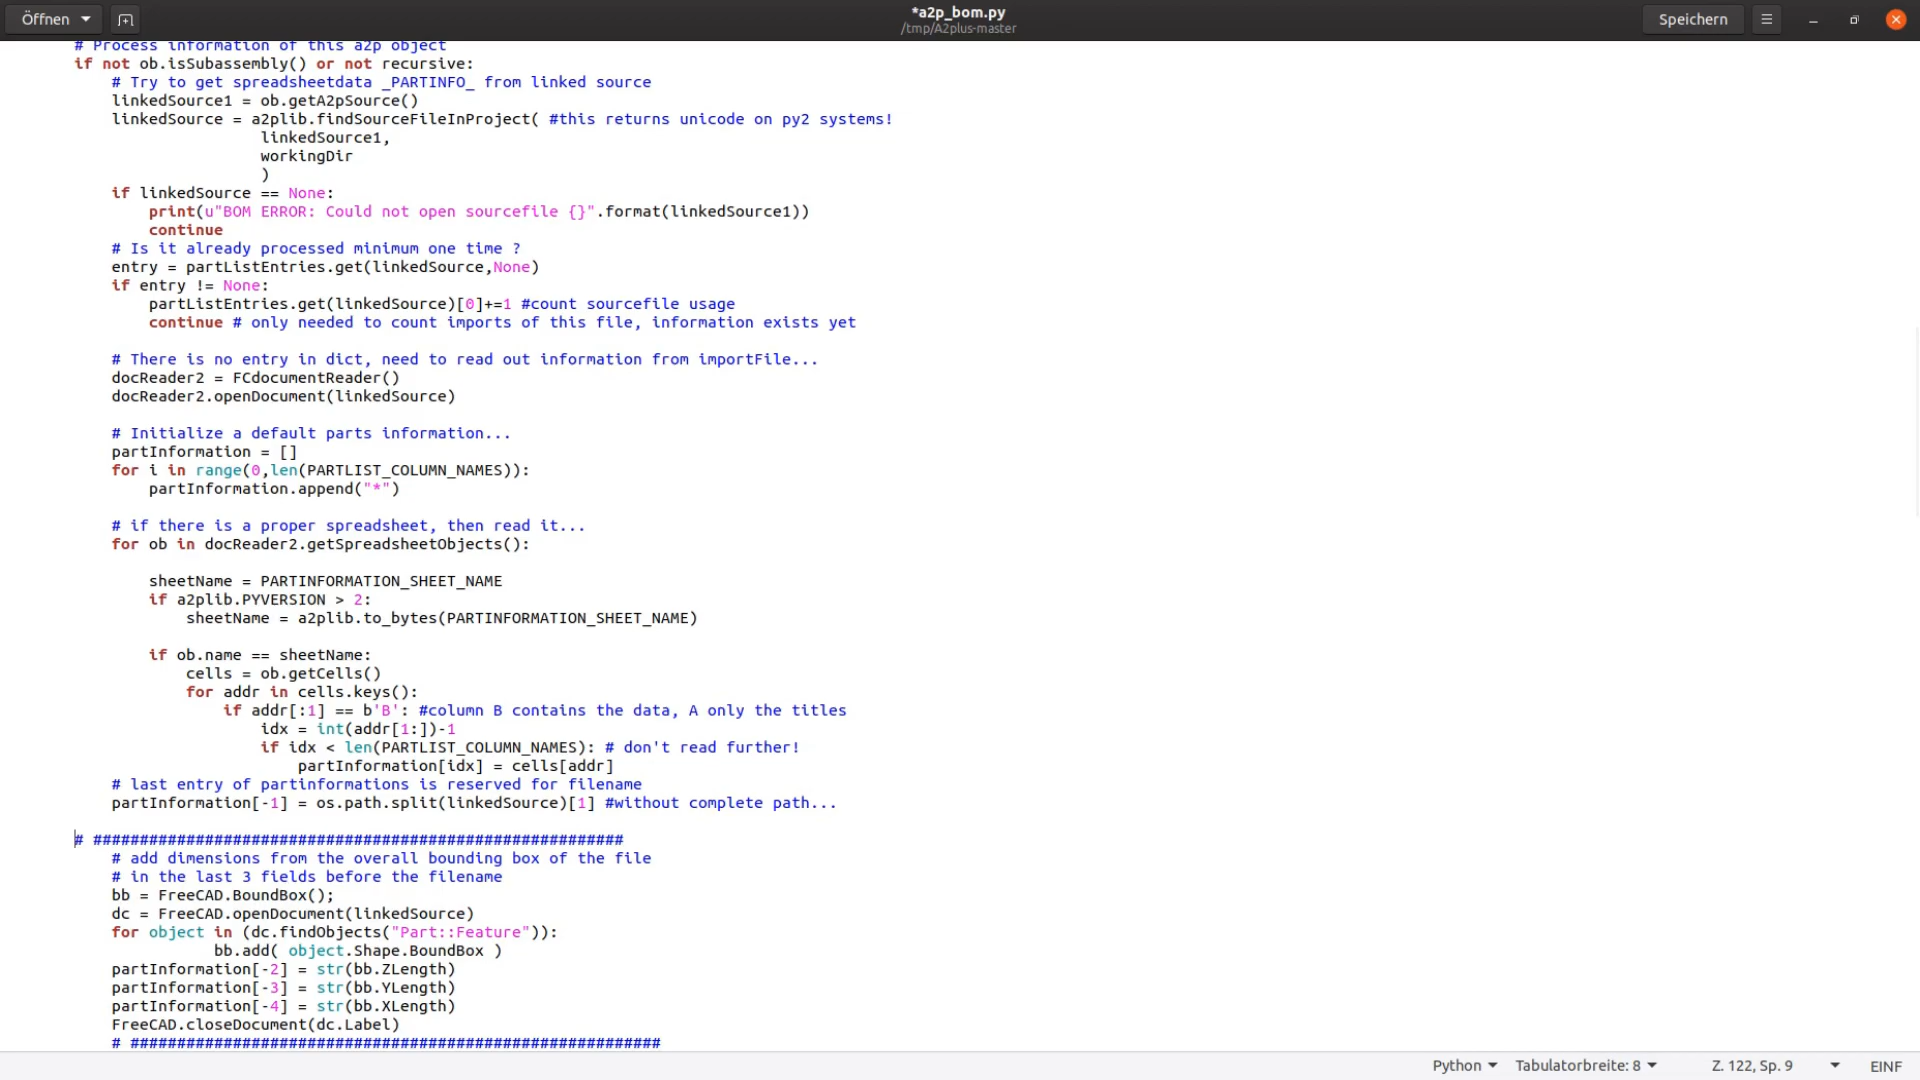 Öffnen
*a2p_bom.py
/tmp/A2plus-master
Speichern
# Process information of this a2p object
if not ob.isSubassembly() or not recursive:
# Try to get spreadsheetdata _PARTINFO_ from linked source
linkedSource1 = ob.getA2pSource()
linkedSource = a2plib.findSourceFileInProject( #this returns unicode on py2 systems!
linkedSource1,
workingDir
)
if linkedSource == None:
print(u"BOM ERROR: Could not open sourcefile {}".format(linkedSource1))
continue
# Is it already processed minimum one time ?
entry = partListEntries.get(linkedSource,None)
if entry != None:
partListEntries.get(linkedSource)[0]+=1 #count sourcefile usage
continue # only needed to count imports of this file, information exists yet
# There is no entry in dict, need to read out information from importFile...
docReader2 = FCdocumentReader()
docReader2.openDocument(linkedSource)
# Initialize a default parts information...
partInformation = []
for i in range(0,len(PARTLIST_COLUMN_NAMES)):
partInformation.append("*")
# if there is a proper spreadsheet, then read it...
for ob in docReader2.getSpreadsheetObjects():
sheetName = PARTINFORMATION_SHEET_NAME
if a2plib.PYVERSION > 2:
sheetName = a2plib.to_bytes(PARTINFORMATION_SHEET_NAME)
if ob.name == sheetName:
cells = ob.getCells()
for addr in cells.keys():
if addr[:1] == b'B': #column B contains the data, A only the titles
idx = int(addr[1:])-1
if idx < len(PARTLIST_COLUMN_NAMES): # don't read further!
partInformation[idx] = cells[addr]
# last entry of partinformations is reserved for filename
partInformation[-1] = os.path.split(linkedSource)[1] #without complete path...
# #########################################################
# add dimensions from the overall bounding box of the file
# in the last 3 fields before the filename
bb = FreeCAD.BoundBox();
dc = FreeCAD.openDocument(linkedSource)
for object in (dc.findObjects("Part::Feature")):
bb.add( object.Shape.BoundBox )
partInformation[-2] = str(bb.ZLength)
partInformation[-3] = str(bb.YLength)
partInformation[-4] = str(bb.XLength)
FreeCAD.closeDocument(dc.Label)
# #########################################################
Python
Tabulatorbreite: 8
Z. 122, Sp. 9
EINF